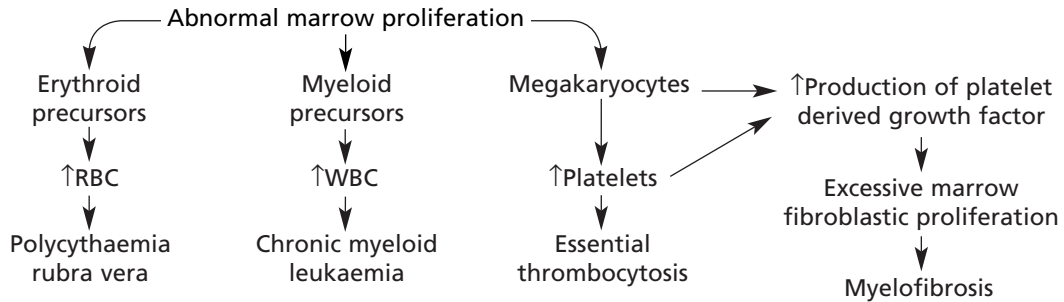 Abnormal marrow proliferation
Erythroid
precursors
↑RBC
Polycythaemia
rubra vera
Myeloid
precursors
↑WBC
Chronic myeloid
leukaemia
Megakaryocytes
↑Platelets
Essential
thrombocytosis
↑Production of platelet
derived growth factor
Excessive marrow
fibroblastic proliferation
Myelofibrosis